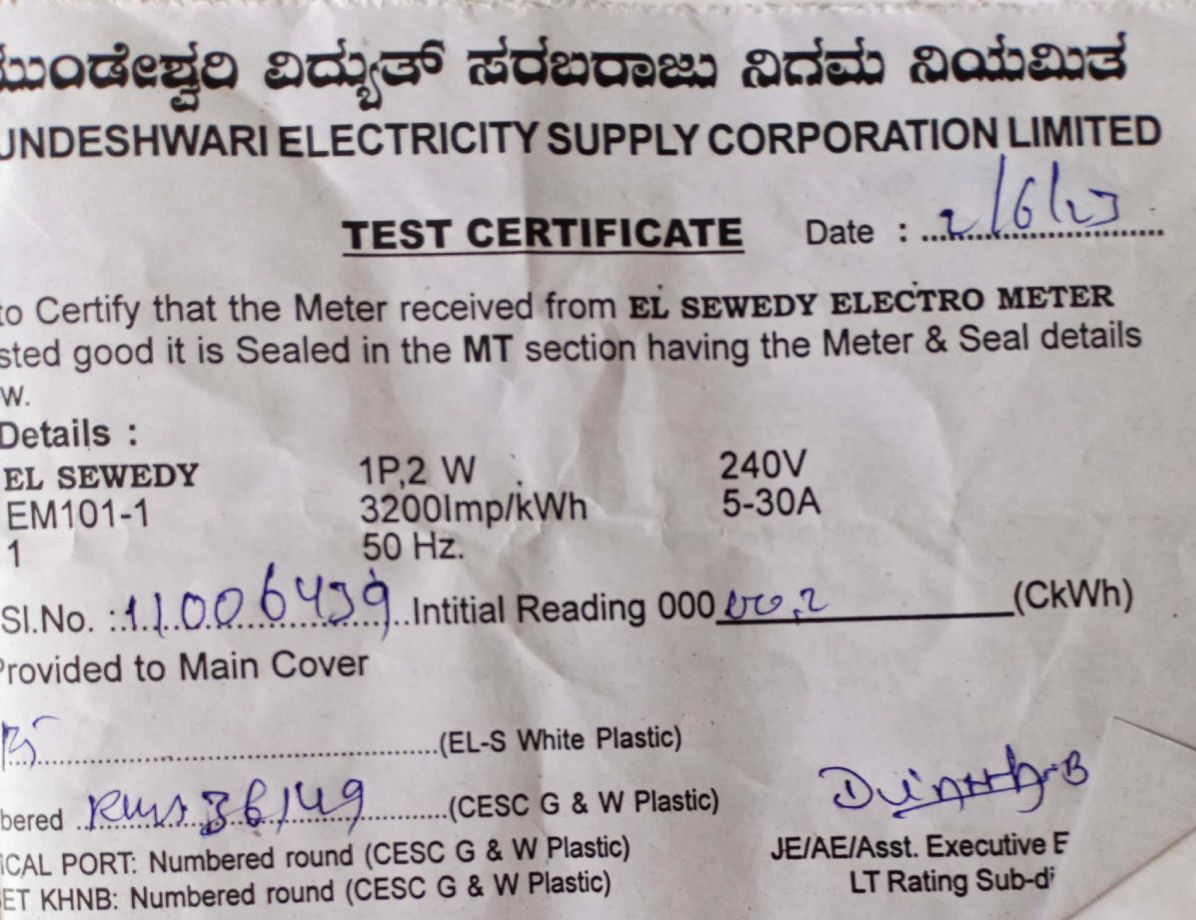 ಮುಂಡೇಶ್ವರಿ ವಿದ್ಯುತ್ ಸರಬರಾಜು ನಿಗಮ ನಿಯಮಿತ
UNDESHWARI ELECTRICITY SUPPLY CORPORATION LIMITED
TEST CERTIFICATE Date : 2/6/23
to Certify that the Meter received from EL SEWEDY ELECTRO METER
sted good it is Sealed in the MT section having the Meter & Seal details
w.
Details :
EL SEWEDY 1P,2 W 240V
EM101-1 3200Imp/kWh 5-30A
1 50 Hz.
Sl.No. :11006439 Intitial Reading 000 00.2 (CkWh)
Provided to Main Cover
(EL-S White Plastic)
bered 36149 (CESC G & W Plastic)
ICAL PORT: Numbered round (CESC G & W Plastic) JE/AE/Asst. Executive E
ET KHNB: Numbered round (CESC G & W Plastic) LT Rating Sub-di